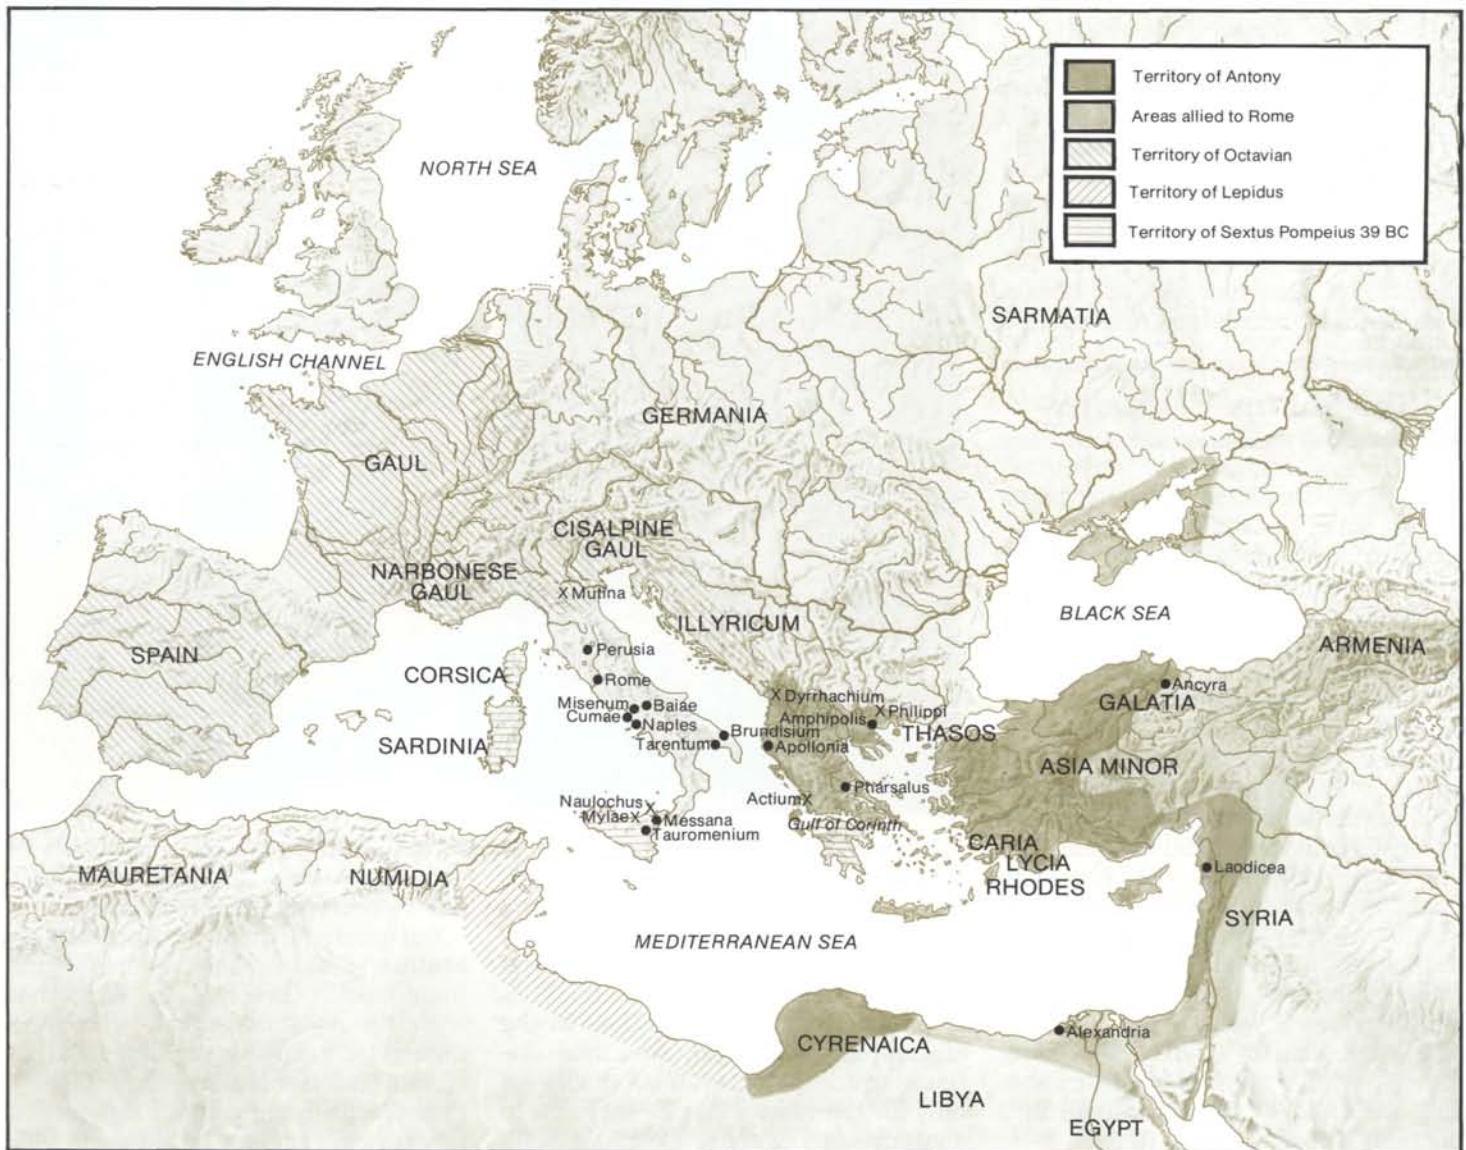 Territory of Antony
Areas allied to Rome
Territory of Octavian
Territory of Lepidus
Territory of Sextus Pompeius 39 BC
NORTH SEA
SARMATIA
ENGLISH CHANNEL
GERMANIA
GAUL
CISALPINE
GAUL
NARBONESE
GAUL
X Mutina
BLACK SEA
ILLYRICUM
ARMENIA
SPAIN
Perusia
CORSICA
Rome
Ancyra
GALATIA
X Dyrrhachium
Misenum
Baiae
Cumae
Naples
X Philippi
Amphipolis
THASOS
Brundisium
Tarentum
Apollonia
SARDINIA
ASIA MINOR
Pharsalus
Actium X
Naulochus X
Mylae X
Messana
Tauromenium
Gulf of Corinth
CARIA
LYCIA
RHODES
MAURETANIA
NUMIDIA
Laodicea
SYRIA
MEDITERRANEAN SEA
CYRENAICA
Alexandria
LIBYA
EGYPT